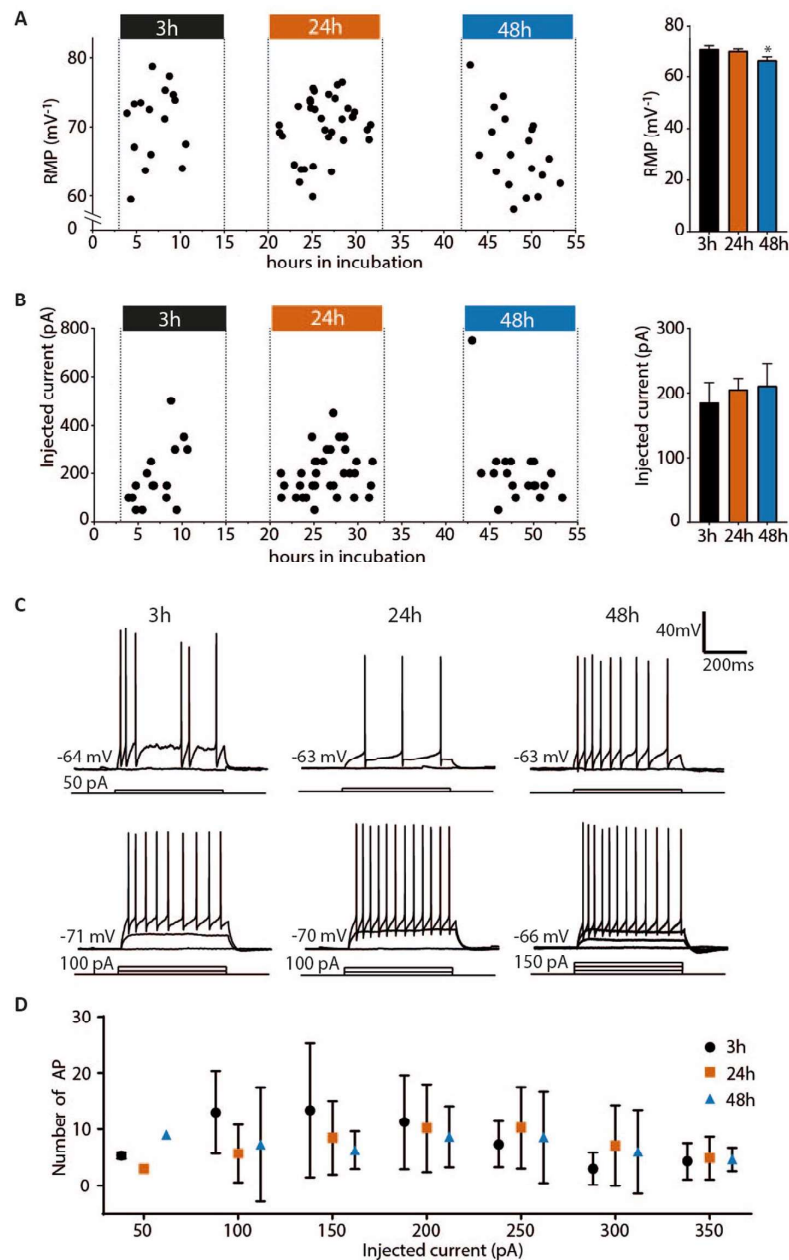 A
3h
24h
48h
80
70
60
0
RMP (mV-1)
0 5 10 15 20 25 30 35 40 45 50 55
hours in incubation
80
60
40
20
0
RMP (mV-1)
*
3h 24h 48h
B
3h
24h
48h
800
600
400
200
0
Injected current (pA)
0 5 10 15 20 25 30 35 40 45 50 55
hours in incubation
300
200
100
0
Injected current (pA)
3h 24h 48h
C
3h
24h
48h
40mV
200ms
-64 mV
50 pA
-63 mV
-63 mV
-71 mV
100 pA
-70 mV
100 pA
-66 mV
150 pA
D
30
20
10
0
Number of AP
3h
24h
48h
50 100 150 200 250 300 350
Injected current (pA)